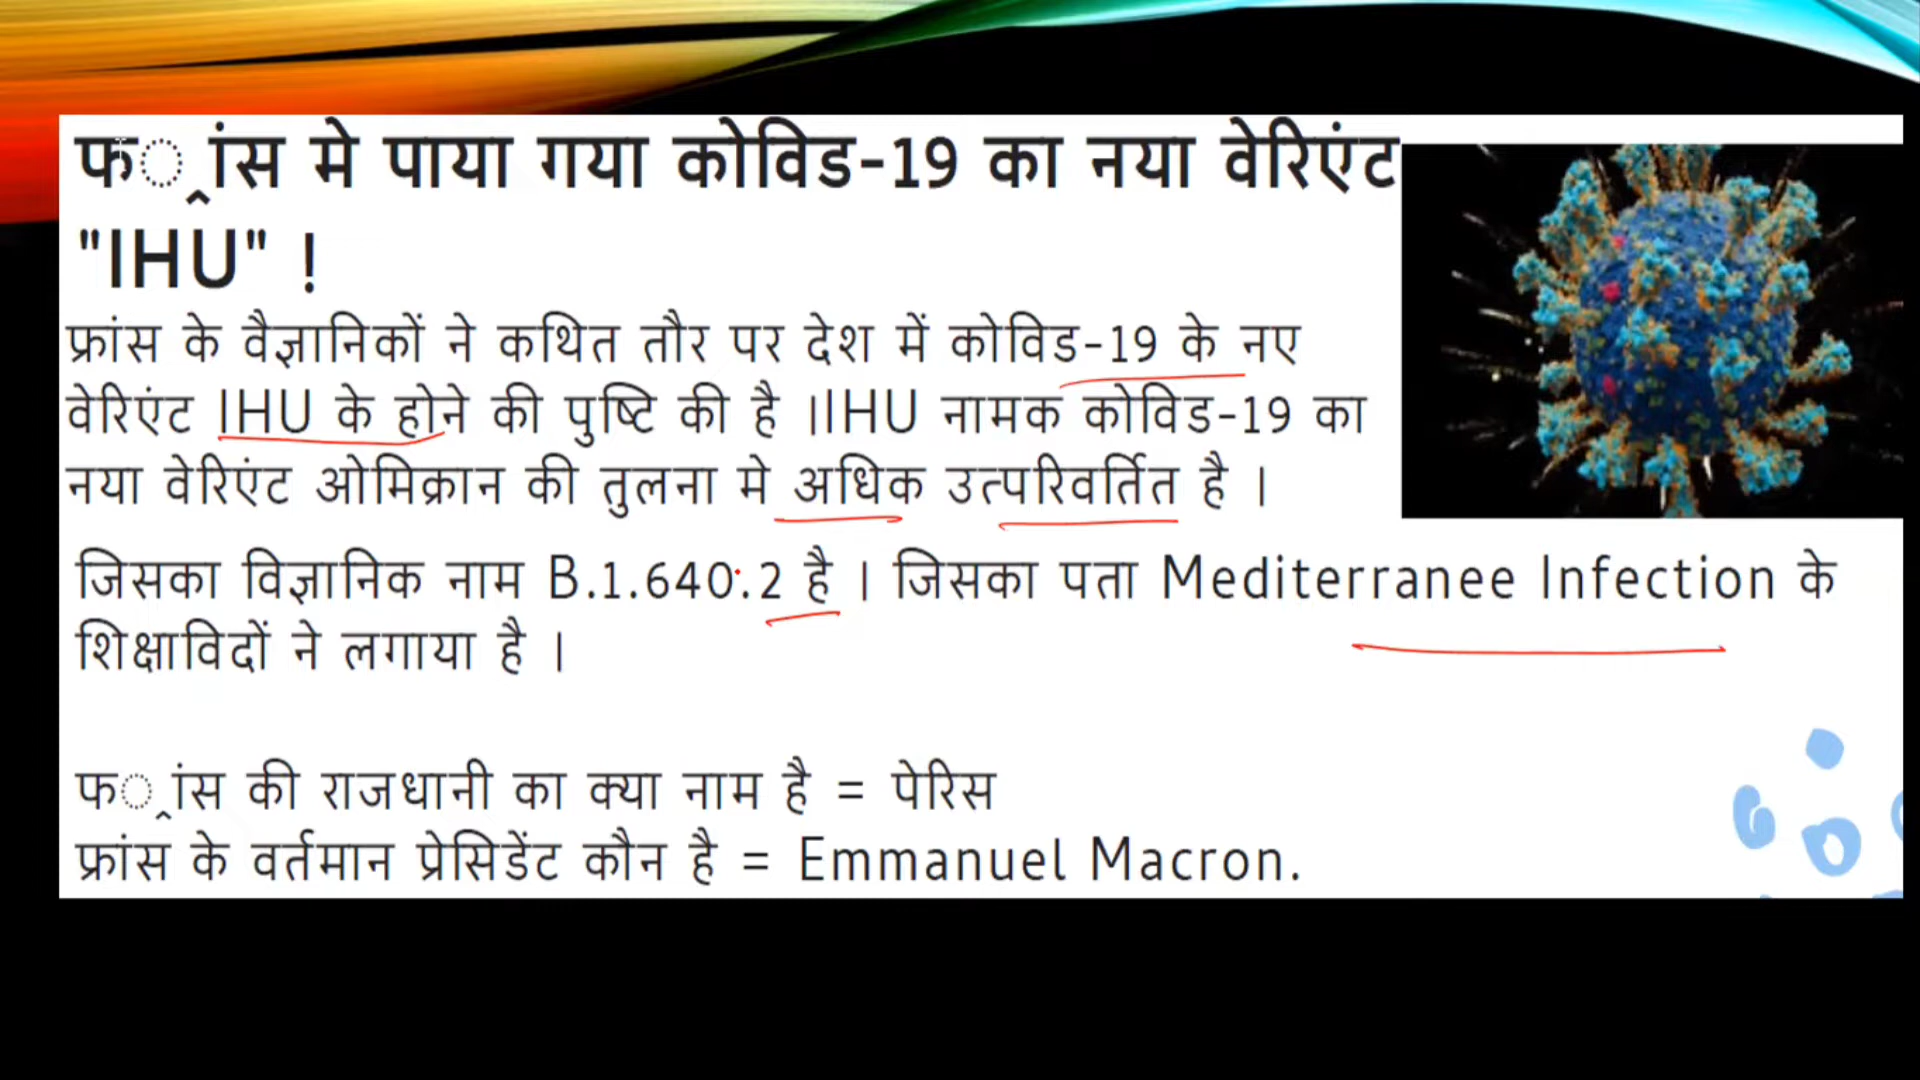 फ्रांस मे पाया गया कोविड-19 का नया वेरिएंट
"IHU" !
फ्रांस के वैज्ञानिकों ने कथित तौर पर देश में कोविड-19 के नए
वेरिएंट IHU के होने की पुष्टि की है ।IHU नामक कोविड-19 का
नया वेरिएंट ओमिक्रान की तुलना मे अधिक उत्परिवर्तित है ।
जिसका विज्ञानिक नाम B.1.640.2 है । जिसका पता Mediterranee Infection के
शिक्षाविदों ने लगाया है ।
फ्रांस की राजधानी का क्या नाम है = पेरिस
फ्रांस के वर्तमान प्रेसिडेंट कौन है = Emmanuel Macron.